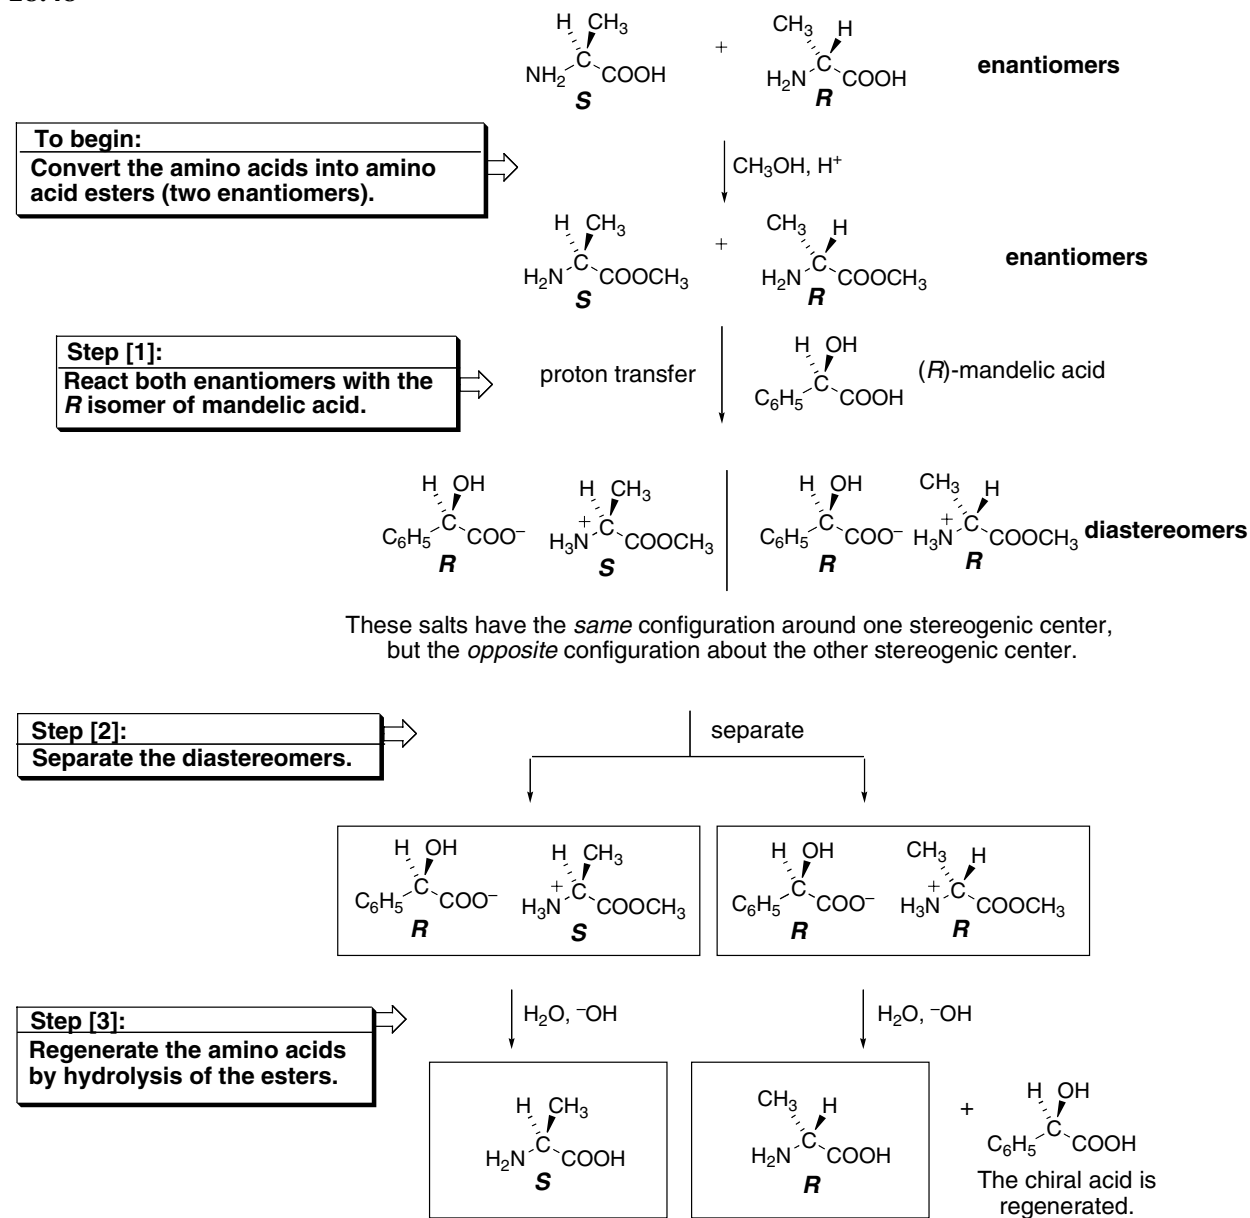 H CH₃ + CH₃ H
C C enantiomers
NH₂ COOH H₂N COOH
S R
To begin:
Convert the amino acids into amino
acid esters (two enantiomers).
CH₃OH, H⁺
H CH₃ + CH₃ H
C C enantiomers
H₂N COOCH₃ H₂N COOCH₃
S R
Step [1]:
React both enantiomers with the
R isomer of mandelic acid.
proton transfer
H OH
C (R)-mandelic acid
C₆H₅ COOH
H OH H CH₃ H OH CH₃ H
C + C C + C
C₆H₅ COO⁻ H₃N COOCH₃ C₆H₅ COO⁻ H₃N COOCH₃ diastereomers
R S R R
These salts have the same configuration around one stereogenic center,
but the opposite configuration about the other stereogenic center.
Step [2]:
Separate the diastereomers.
separate
H OH H CH₃ H OH CH₃ H
C + C C + C
C₆H₅ COO⁻ H₃N COOCH₃ C₆H₅ COO⁻ H₃N COOCH₃
R S R R
Step [3]:
Regenerate the amino acids
by hydrolysis of the esters.
H₂O, ⁻OH H₂O, ⁻OH
H CH₃ CH₃ H + H OH
C C C
H₂N COOH H₂N COOH C₆H₅ COOH
S R
The chiral acid is
regenerated.